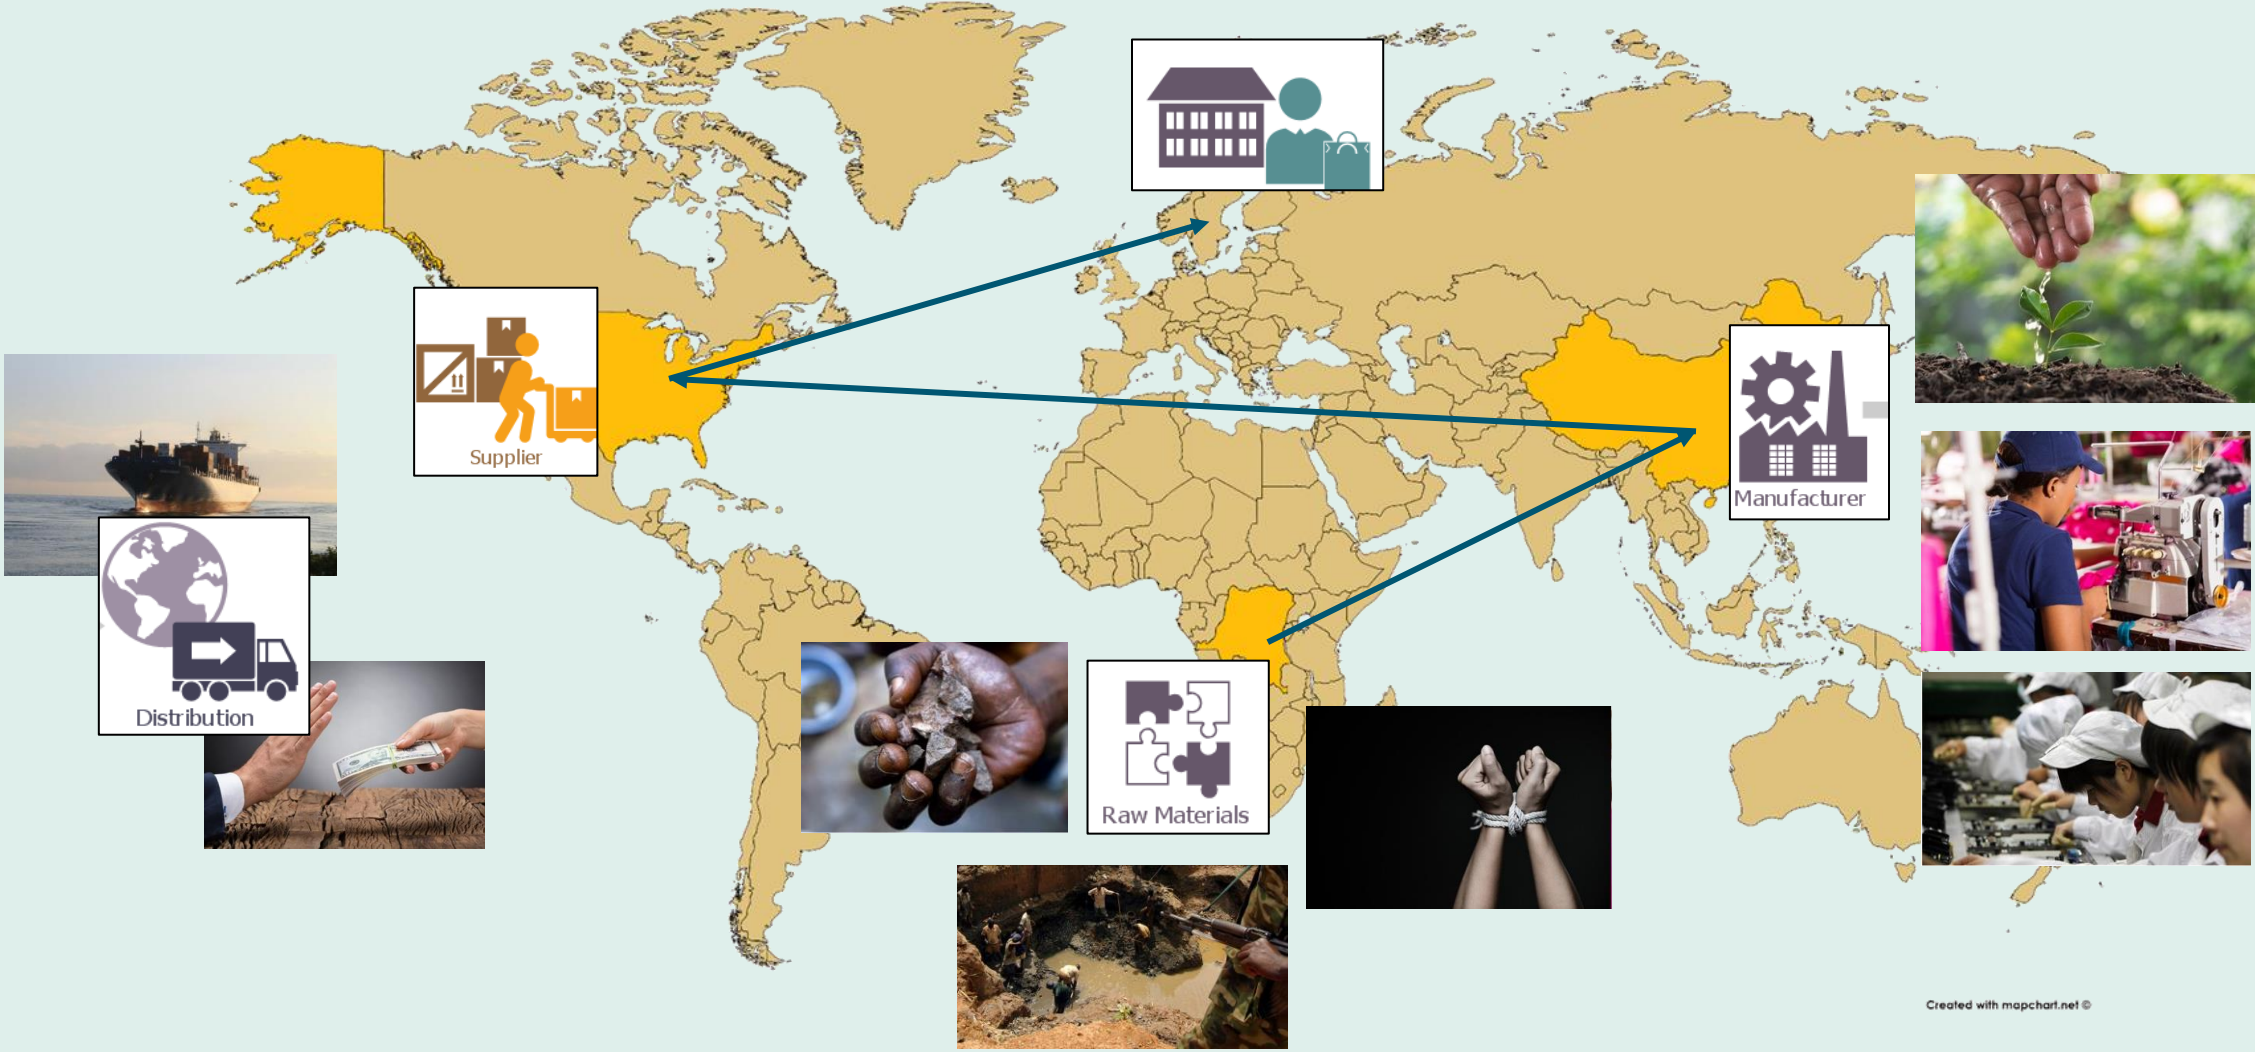 Supplier
Manufacturer
Distribution
Raw Materials
Created with mapchart.net ©